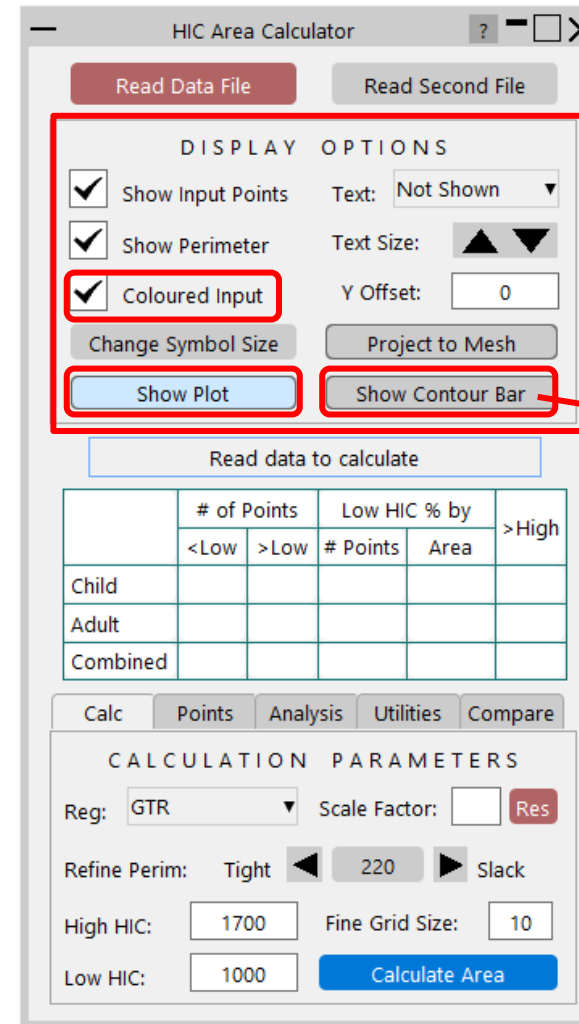 HIC Area Calculator ?
Read Data File Read Second File
DISPLAY OPTIONS
Show Input Points Text: Not Shown
Show Perimeter Text Size:
Coloured Input Y Offset: 0
Change Symbol Size Project to Mesh
Show Plot Show Contour Bar
Read data to calculate
# of Points Low HIC % by >High
<Low >Low # Points Area
Child
Adult
Combined
Calc Points Analysis Utilities Compare
CALCULATION PARAMETERS
Reg: GTR Scale Factor: Res
Refine Perim: Tight 220 Slack
High HIC: 1700 Fine Grid Size: 10
Low HIC: 1000 Calculate Area